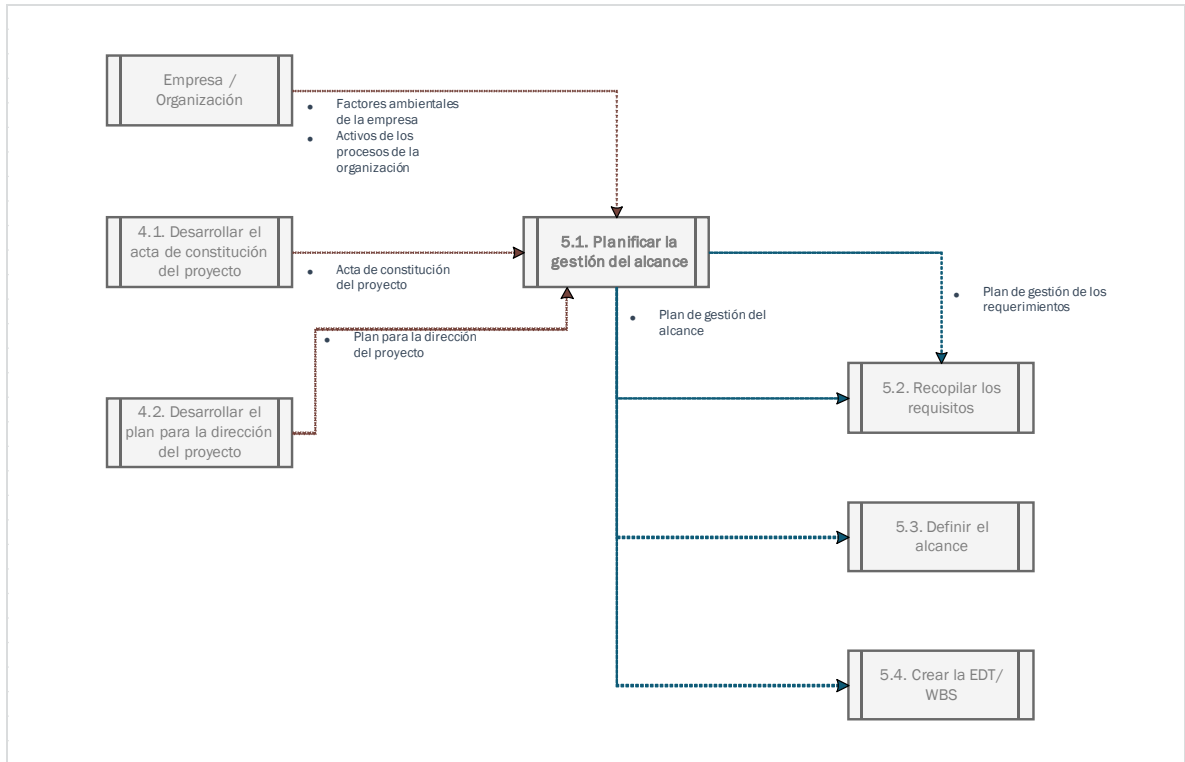 Empresa /
Organización
• Factores ambientales
de la empresa
• Activos de los
procesos de la
organización
4.1. Desarrollar el
acta de constitución
del proyecto
• Acta de constitución
del proyecto
5.1. Planificar la
gestión del alcance
• Plan de gestión de los
requerimientos
• Plan de gestión del
alcance
• Plan para la dirección
del proyecto
4.2. Desarrollar el
plan para la dirección
del proyecto
5.2. Recopilar los
requisitos
5.3. Definir el
alcance
5.4. Crear la EDT/
WBS